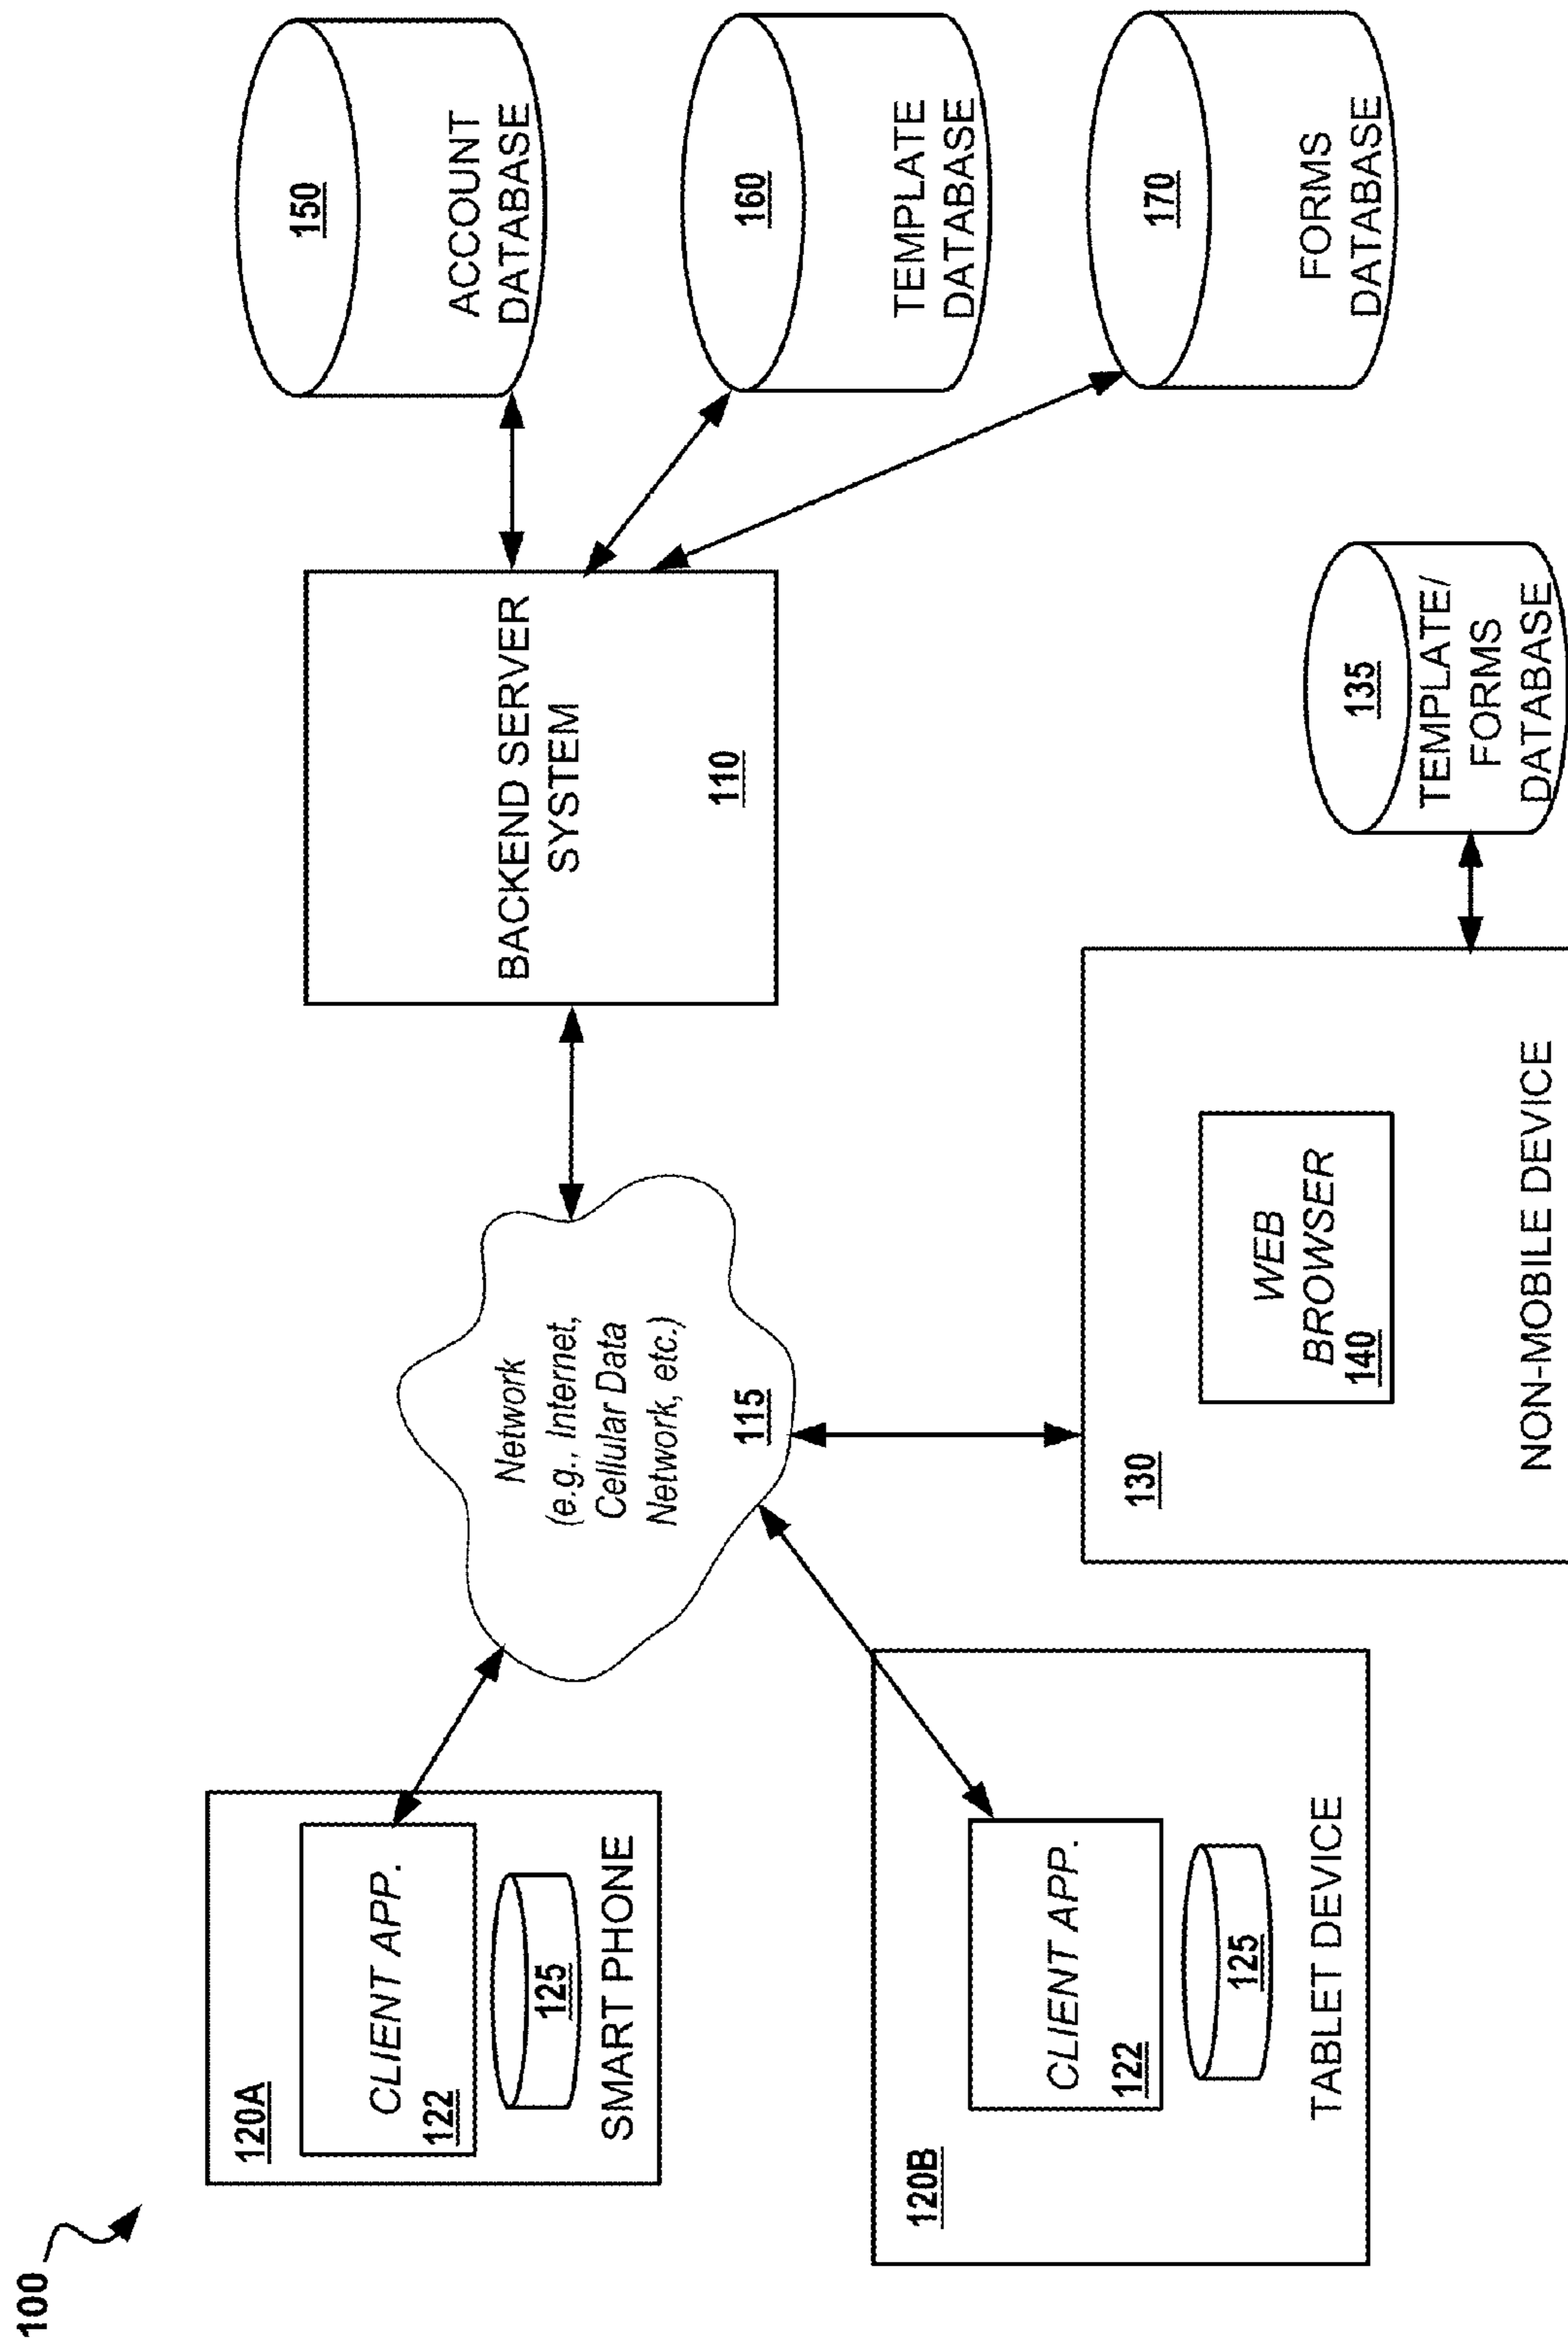 100
120A
CLIENT APP.
122
125
SMART PHONE
120B
CLIENT APP.
122
125
TABLET DEVICE
Network
(e.g., Internet,
Cellular Data
Network, etc.)
115
130
WEB
BROWSER
140
NON-MOBILE DEVICE
BACKEND SERVER
SYSTEM
110
135
TEMPLATE/
FORMS
DATABASE
150
ACCOUNT
DATABASE
160
TEMPLATE
DATABASE
170
FORMS
DATABASE